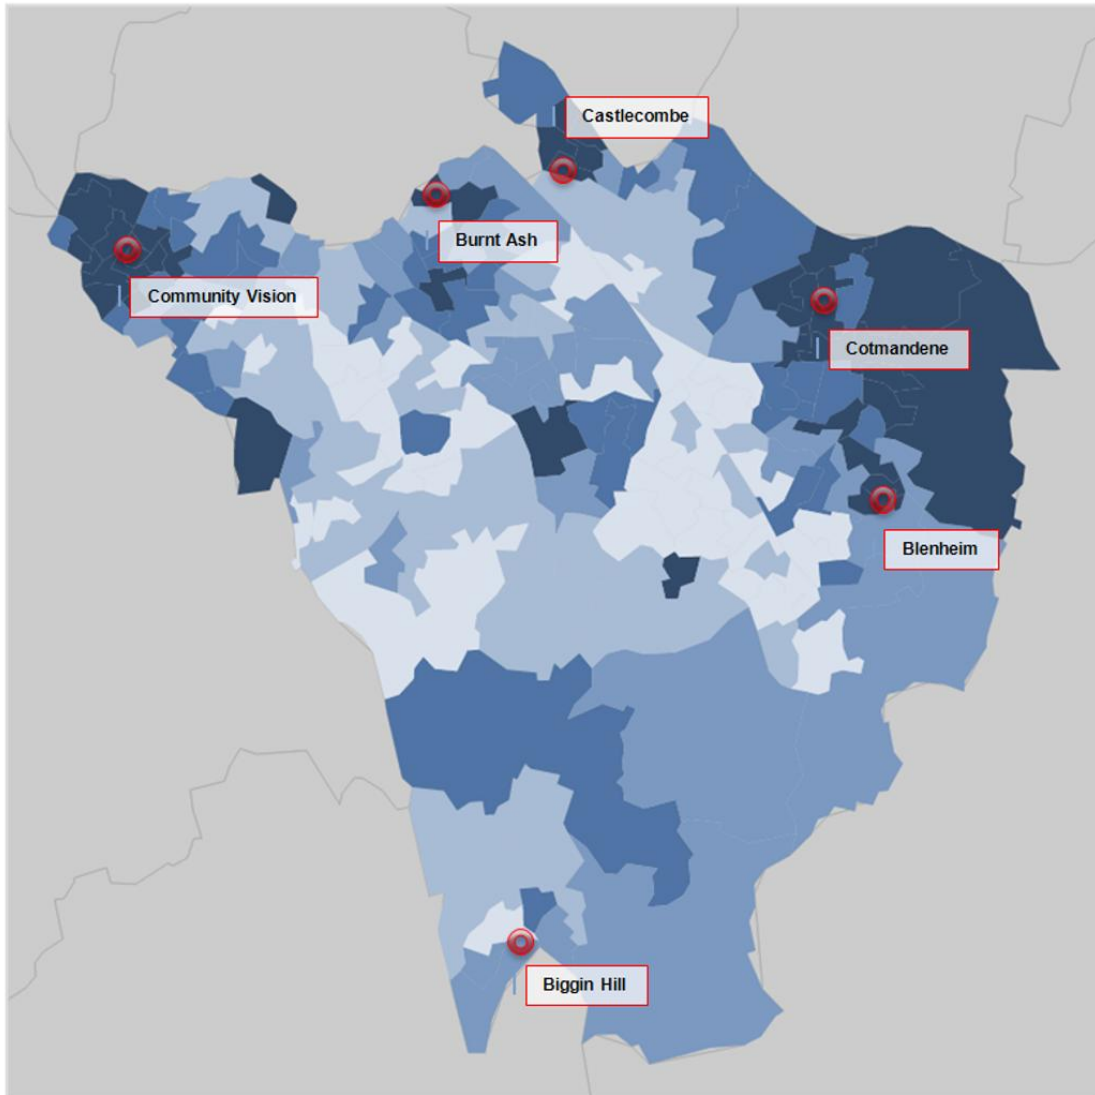 Castlecombe
Burnt Ash
Community Vision
Cotmandene
Blenheim
Biggin Hill